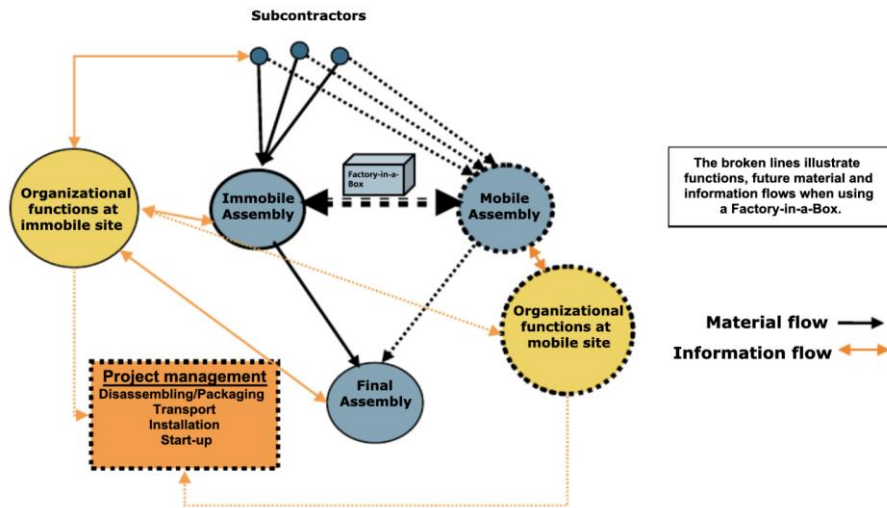 Subcontractors
Factory-in-a-
Box
Organizational
functions at
immobile site
Immobile
Assembly
Mobile
Assembly
The broken lines illustrate
functions, future material and
information flows when using
a Factory-in-a-Box.
Organizational
functions at
mobile site
Material flow
Information flow
Project management
Disassembling/Packaging
Transport
Installation
Start-up
Final
Assembly